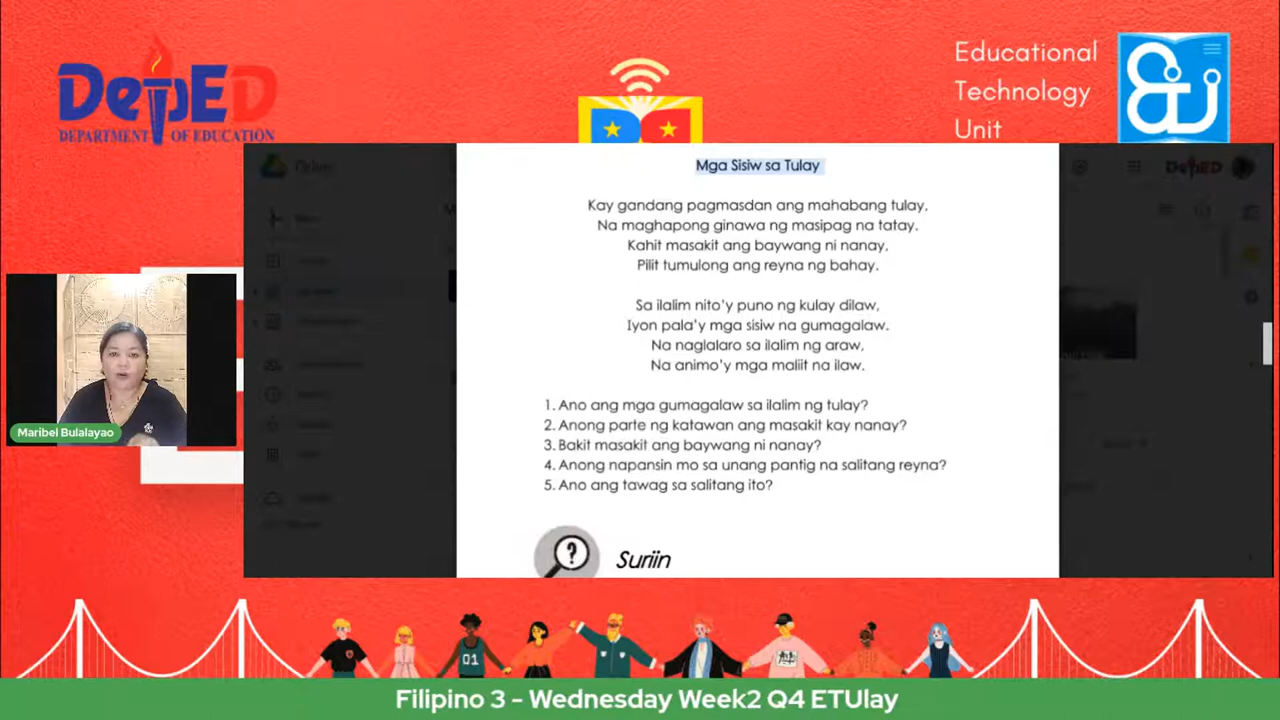 DepED
DEPARTMENT OF EDUCATION
Educational
Technology
Unit
Drive
DepED
Mga Sisiw sa Tulay
Kay gandang pagmasdan ang mahabang tulay,
Na maghapong ginawa ng masipag na tatay.
Kahit masakit ang baywang ni nanay,
Pilit tumulong ang reyna ng bahay.
Sa ilalim nito'y puno ng kulay dilaw,
Iyon pala'y mga sisiw na gumagalaw.
Na naglalaro sa ilalim ng araw,
Na animo'y mga maliit na ilaw.
1. Ano ang mga gumagalaw sa ilalim ng tulay?
2. Anong parte ng katawan ang masakit kay nanay?
3. Bakit masakit ang baywang ni nanay?
4. Anong napansin mo sa unang pantig na salitang reyna?
5. Ano ang tawag sa salitang ito?
Maribel Bulalayao
? Suriin
01
Filipino 3 - Wednesday Week2 Q4 ETUlay